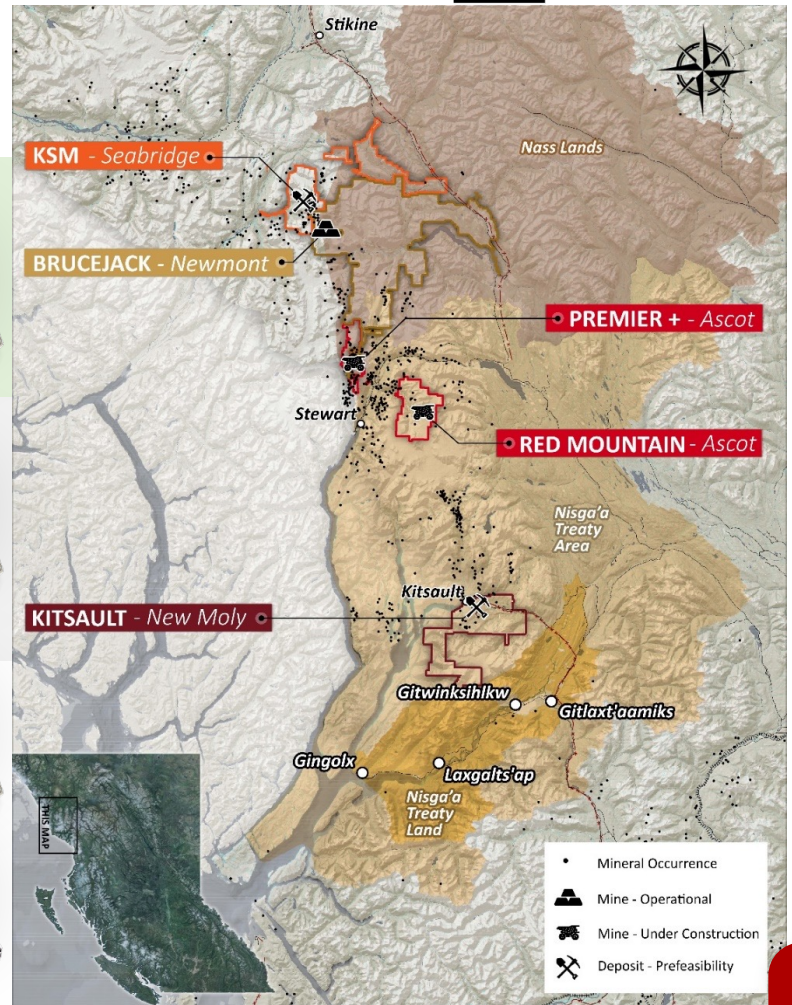 Stikine
Nass Lands
KSM - Seabridge
BRUCEJACK - Newmont
PREMIER + - Ascot
Stewart
RED MOUNTAIN - Ascot
Nisga'a
Treaty
Area
Kitsault
KITSAULT - New Moly
Gitwinksihlkw
Gitlaxt'aamiks
Gingolx
Laxgalts'ap
Nisga'a
Treaty
Land
THIS MAP
Mineral Occurrence
Mine - Operational
Mine - Under Construction
Deposit - Prefeasibility